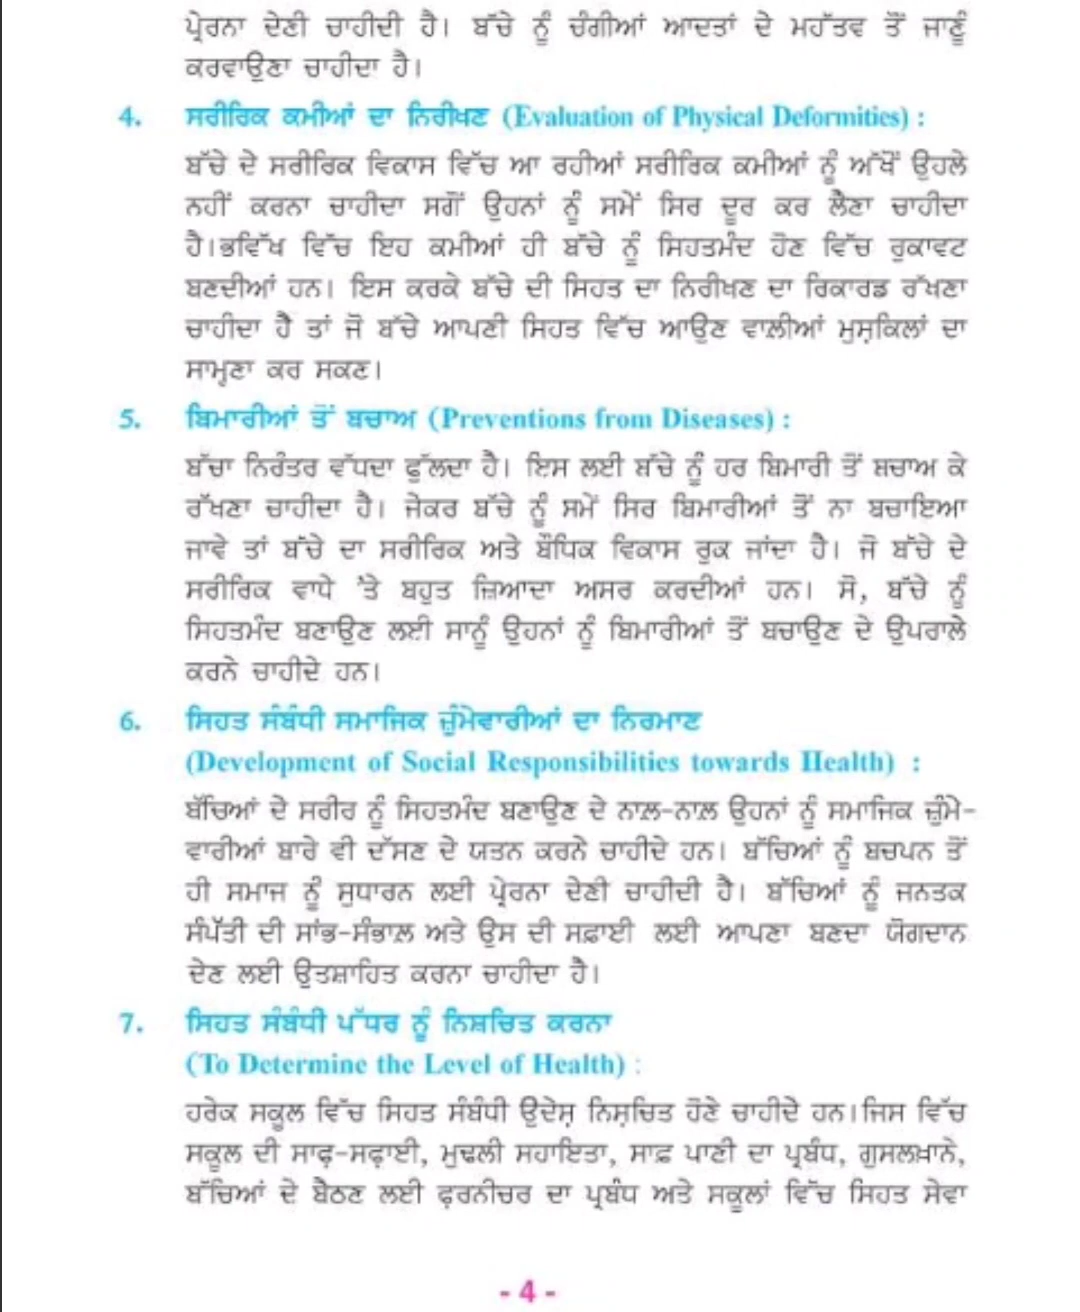 ਪ੍ਰੇਰਨਾ ਦੇਣੀ ਚਾਹੀਦੀ ਹੈ। ਬੱਚੇ ਨੂੰ ਚੰਗੀਆਂ ਆਦਤਾਂ ਦੇ ਮਹੱਤਵ ਤੋਂ ਜਾਣੂੰ
ਕਰਵਾਉਣਾ ਚਾਹੀਦਾ ਹੈ।
4. ਸਰੀਰਿਕ ਕਮੀਆਂ ਦਾ ਨਿਰੀਖਣ (Evaluation of Physical Deformities) :
ਬੱਚੇ ਦੇ ਸਰੀਰਿਕ ਵਿਕਾਸ ਵਿੱਚ ਆ ਰਹੀਆਂ ਸਰੀਰਿਕ ਕਮੀਆਂ ਨੂੰ ਅੱਖੋਂ ਉਹਲੇ
ਨਹੀਂ ਕਰਨਾ ਚਾਹੀਦਾ ਸਗੋਂ ਉਹਨਾਂ ਨੂੰ ਸਮੇਂ ਸਿਰ ਦੂਰ ਕਰ ਲੈਣਾ ਚਾਹੀਦਾ
ਹੈ।ਭਵਿੱਖ ਵਿੱਚ ਇਹ ਕਮੀਆਂ ਹੀ ਬੱਚੇ ਨੂੰ ਸਿਹਤਮੰਦ ਹੋਣ ਵਿੱਚ ਰੁਕਾਵਟ
ਬਣਦੀਆਂ ਹਨ। ਇਸ ਕਰਕੇ ਬੱਚੇ ਦੀ ਸਿਹਤ ਦਾ ਨਿਰੀਖਣ ਦਾ ਰਿਕਾਰਡ ਰੱਖਣਾ
ਚਾਹੀਦਾ ਹੈ ਤਾਂ ਜੋ ਬੱਚੇ ਆਪਣੀ ਸਿਹਤ ਵਿੱਚ ਆਉਣ ਵਾਲੀਆਂ ਮੁਸ਼ਕਿਲਾਂ ਦਾ
ਸਾਮ੍ਹਣਾ ਕਰ ਸਕਣ।
5. ਬਿਮਾਰੀਆਂ ਤੋਂ ਬਚਾਅ (Preventions from Diseases) :
ਬੱਚਾ ਨਿਰੰਤਰ ਵੱਧਦਾ ਫੁੱਲਦਾ ਹੈ। ਇਸ ਲਈ ਬੱਚੇ ਨੂੰ ਹਰ ਬਿਮਾਰੀ ਤੋਂ ਬਚਾਅ ਕੇ
ਰੱਖਣਾ ਚਾਹੀਦਾ ਹੈ। ਜੇਕਰ ਬੱਚੇ ਨੂੰ ਸਮੇਂ ਸਿਰ ਬਿਮਾਰੀਆਂ ਤੋਂ ਨਾ ਬਚਾਇਆ
ਜਾਵੇ ਤਾਂ ਬੱਚੇ ਦਾ ਸਰੀਰਿਕ ਅਤੇ ਬੌਧਿਕ ਵਿਕਾਸ ਰੁਕ ਜਾਂਦਾ ਹੈ। ਜੋ ਬੱਚੇ ਦੇ
ਸਰੀਰਿਕ ਵਾਧੇ 'ਤੇ ਬਹੁਤ ਜ਼ਿਆਦਾ ਅਸਰ ਕਰਦੀਆਂ ਹਨ। ਸੋ, ਬੱਚੇ ਨੂੰ
ਸਿਹਤਮੰਦ ਬਣਾਉਣ ਲਈ ਸਾਨੂੰ ਉਹਨਾਂ ਨੂੰ ਬਿਮਾਰੀਆਂ ਤੋਂ ਬਚਾਉਣ ਦੇ ਉਪਰਾਲੇ
ਕਰਨੇ ਚਾਹੀਦੇ ਹਨ।
6. ਸਿਹਤ ਸੰਬੰਧੀ ਸਮਾਜਿਕ ਜ਼ੁੰਮੇਵਾਰੀਆਂ ਦਾ ਨਿਰਮਾਣ
(Development of Social Responsibilities towards Health) :
ਬੱਚਿਆਂ ਦੇ ਸਰੀਰ ਨੂੰ ਸਿਹਤਮੰਦ ਬਣਾਉਣ ਦੇ ਨਾਲ਼-ਨਾਲ਼ ਉਹਨਾਂ ਨੂੰ ਸਮਾਜਿਕ ਜ਼ੁੰਮੇ-
ਵਾਰੀਆਂ ਬਾਰੇ ਵੀ ਦੱਸਣ ਦੇ ਯਤਨ ਕਰਨੇ ਚਾਹੀਦੇ ਹਨ। ਬੱਚਿਆਂ ਨੂੰ ਬਚਪਨ ਤੋਂ
ਹੀ ਸਮਾਜ ਨੂੰ ਸੁਧਾਰਨ ਲਈ ਪ੍ਰੇਰਨਾ ਦੇਣੀ ਚਾਹੀਦੀ ਹੈ। ਬੱਚਿਆਂ ਨੂੰ ਜਨਤਕ
ਸੰਪੱਤੀ ਦੀ ਸਾਂਭ-ਸੰਭਾਲ਼ ਅਤੇ ਉਸ ਦੀ ਸਫ਼ਾਈ ਲਈ ਆਪਣਾ ਬਣਦਾ ਯੋਗਦਾਨ
ਦੇਣ ਲਈ ਉਤਸ਼ਾਹਿਤ ਕਰਨਾ ਚਾਹੀਦਾ ਹੈ।
7. ਸਿਹਤ ਸੰਬੰਧੀ ਪੱਧਰ ਨੂੰ ਨਿਸ਼ਚਿਤ ਕਰਨਾ
(To Determine the Level of Health) :
ਹਰੇਕ ਸਕੂਲ ਵਿੱਚ ਸਿਹਤ ਸੰਬੰਧੀ ਉਦੇਸ਼ ਨਿਸ਼ਚਿਤ ਹੋਣੇ ਚਾਹੀਦੇ ਹਨ।ਜਿਸ ਵਿੱਚ
ਸਕੂਲ ਦੀ ਸਾਫ਼-ਸਫ਼ਾਈ, ਮੁਢਲੀ ਸਹਾਇਤਾ, ਸਾਫ਼ ਪਾਣੀ ਦਾ ਪ੍ਰਬੰਧ, ਗੁਸਲਖ਼ਾਨੇ,
ਬੱਚਿਆਂ ਦੇ ਬੈਠਣ ਲਈ ਫ਼ਰਨੀਚਰ ਦਾ ਪ੍ਰਬੰਧ ਅਤੇ ਸਕੂਲਾਂ ਵਿੱਚ ਸਿਹਤ ਸੇਵਾ
- 4 -